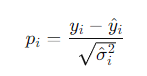 $p_i = \frac{y_i - \hat{y}_i}{\sqrt{\hat{\sigma}_i^2}}$